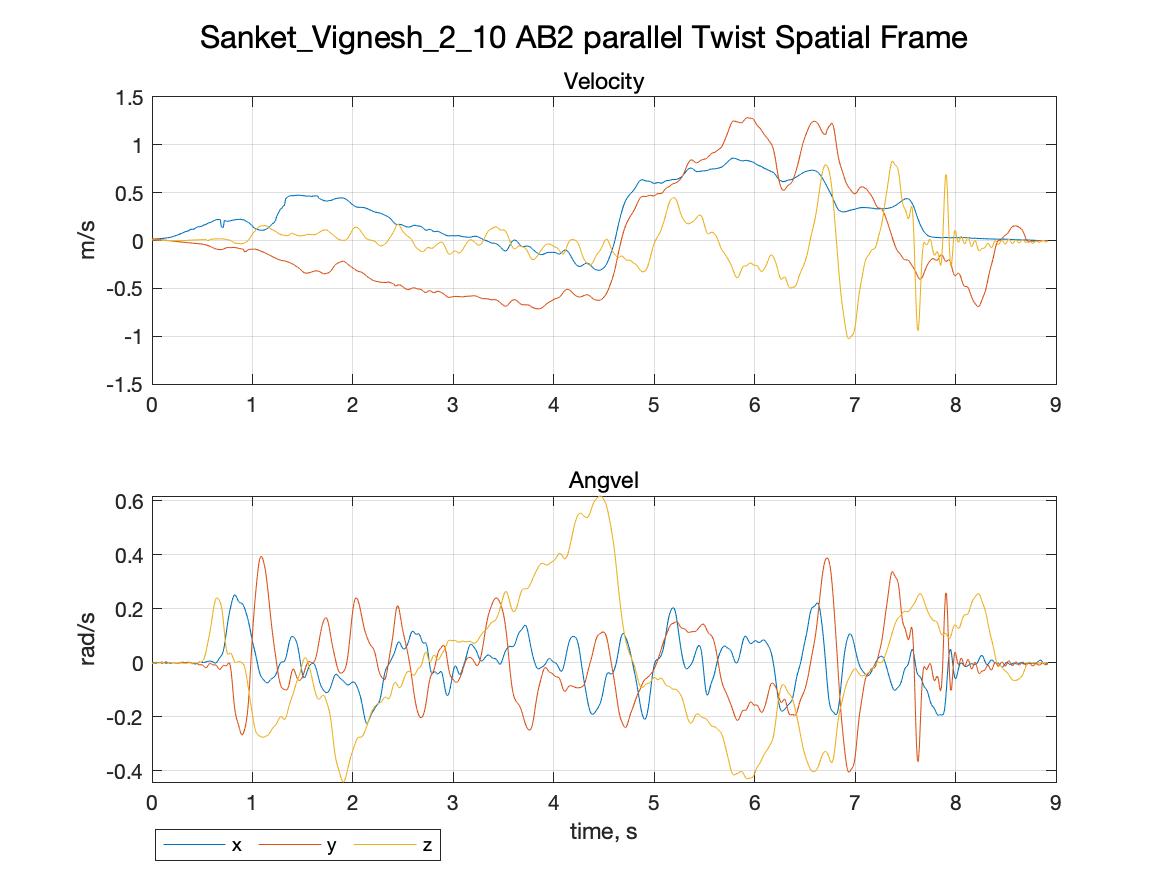 Sanket_Vignesh_2_10 AB2 parallel Twist Spatial Frame
Velocity
1.5
1
0.5
0
-0.5
-1
-1.5
m/s
0 1 2 3 4 5 6 7 8 9
Angvel
0.6
0.4
0.2
0
-0.2
-0.4
rad/s
0 1 2 3 4 5 6 7 8 9
time, s
x y z